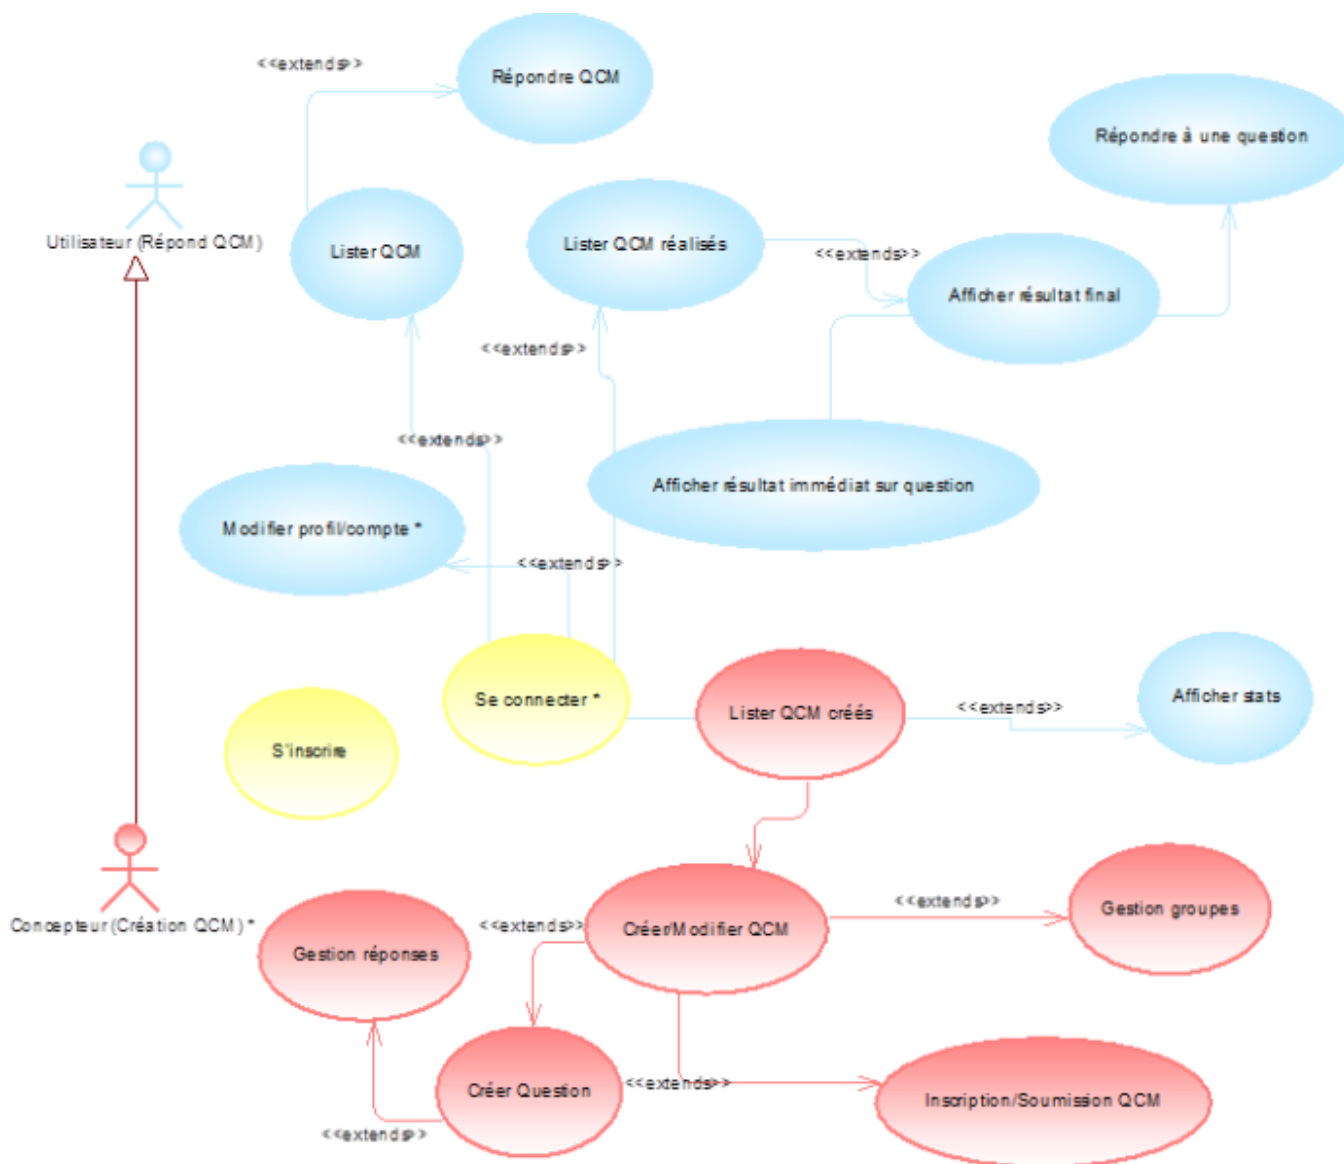 <<extends>>
Répondre QCM
Répondre à une question
Utilisateur (Répond QCM)
Lister QCM
Lister QCM réalisés
<<extends>>
Afficher résultat final
<<extends>>
<<extends>>
Afficher résultat immédiat sur question
Modifier profil/compte *
<<extends>>
Se connecter *
Lister QCM créés
<<extends>>
Afficher stats
S'inscrire
Concepteur (Création QCM) *
Gestion réponses
<<extends>>
Créer/Modifier QCM
<<extends>>
Gestion groupes
Créer Question
<<extends>>
Inscription/Soumission QCM
<<extends>>